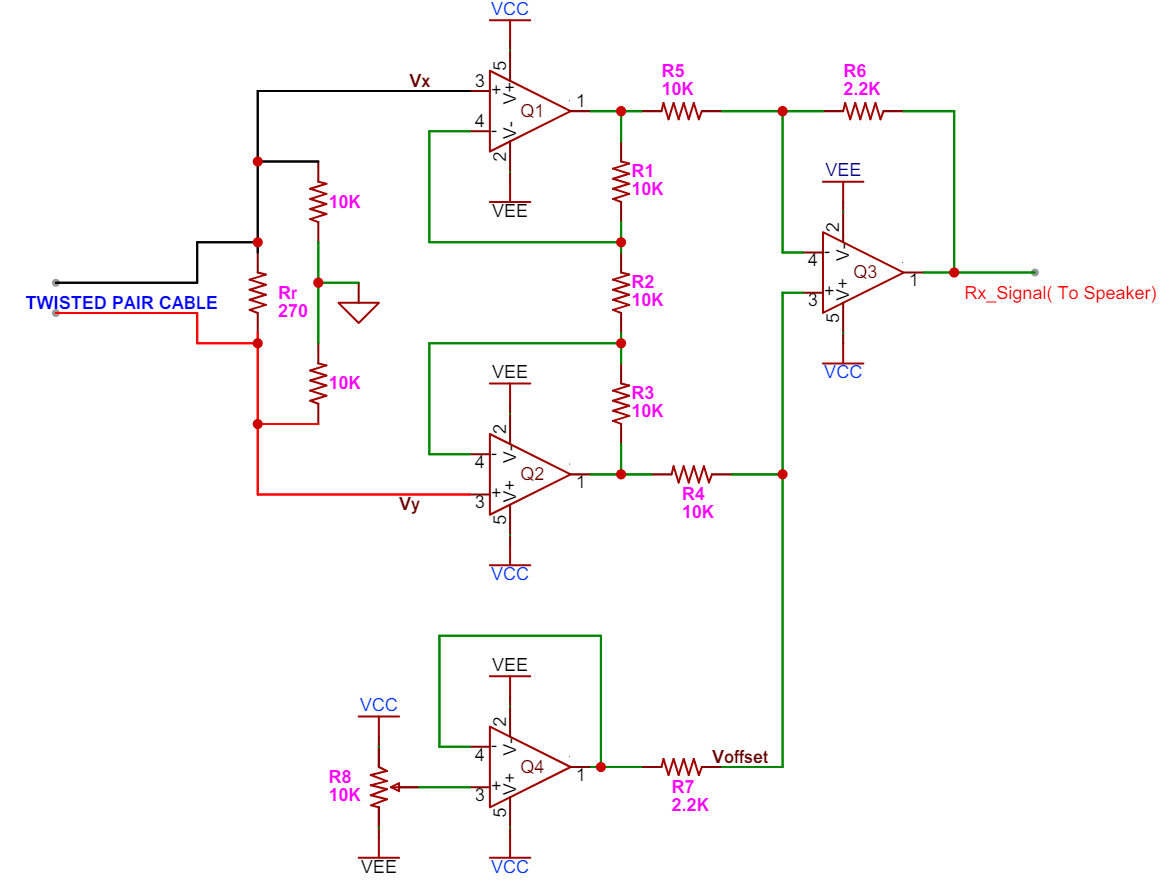 VCC
5
Vx
3
+
V+
Q1
1
4
-
V-
2
VEE
R5
10K
R6
2.2K
10K
R1
10K
VEE
2
4
-
V-
Q3
1
3
+
V+
5
VCC
Rx_Signal( To Speaker)
TWISTED PAIR CABLE
Rr
270
R2
10K
10K
VEE
2
R3
10K
4
-
V-
Q2
1
3
+
V+
5
Vy
VCC
R4
10K
VEE
2
VCC
4
-
V-
Q4
1
3
+
V+
5
R8
10K
Voffset
R7
2.2K
VEE
VCC